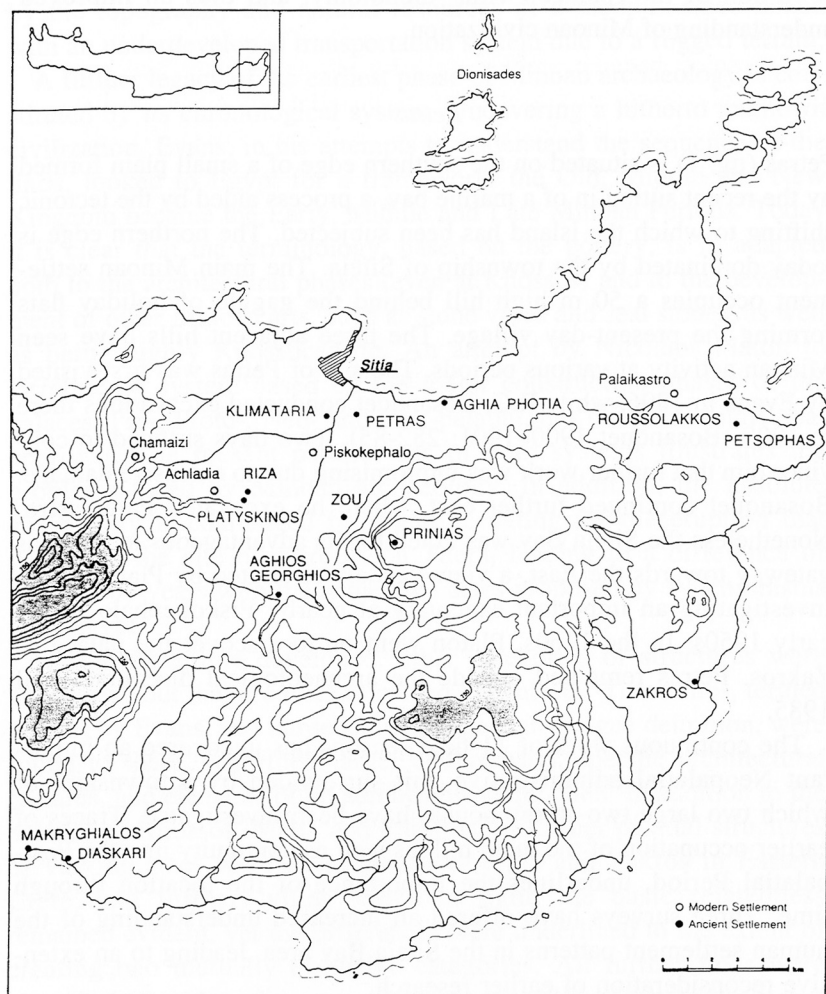 Dionisades
Sitia
Palaikastro
KLIMATARIA
PETRAS
AGHIA PHOTIA
ROUSSOLAKKOS
PETSOPHAS
Chamaizi
Piskokephalo
Achladia
RIZA
PLATYSKINOS
ZOU
PRINIAS
AGHIOS
GEORGHIOS
ZAKROS
MAKRYGHIALOS
DIASKARI
Modern Settlement
Ancient Settlement